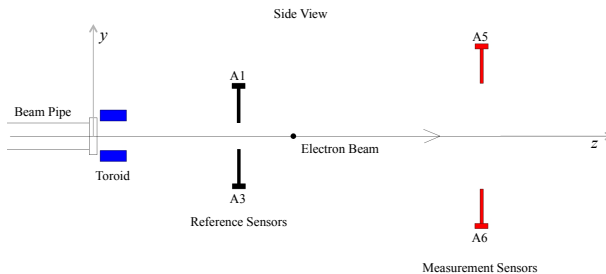 Side View
y
A1
A5
Beam Pipe
Toroid
Electron Beam
z
A3
A6
Reference Sensors
Measurement Sensors